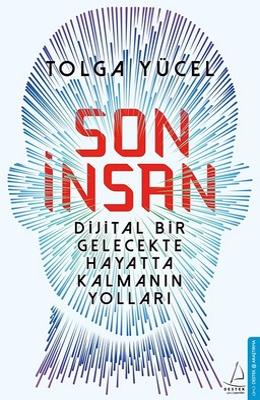 TOLGA YÜCEL
SON
İNSAN
DİJİTAL BİR
GELECEKTE
HAYATTA
KALMANIN
YOLLARI
DESTEK